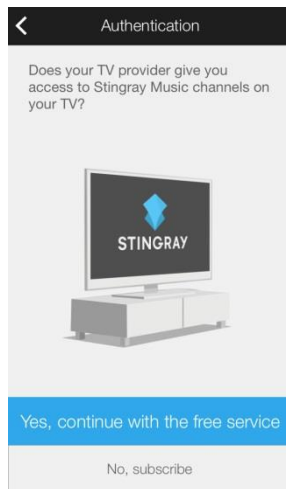 Authentication
Does your TV provider give you
access to Stingray Music channels on
your TV?
STINGRAY
Yes, continue with the free service
No, subscribe